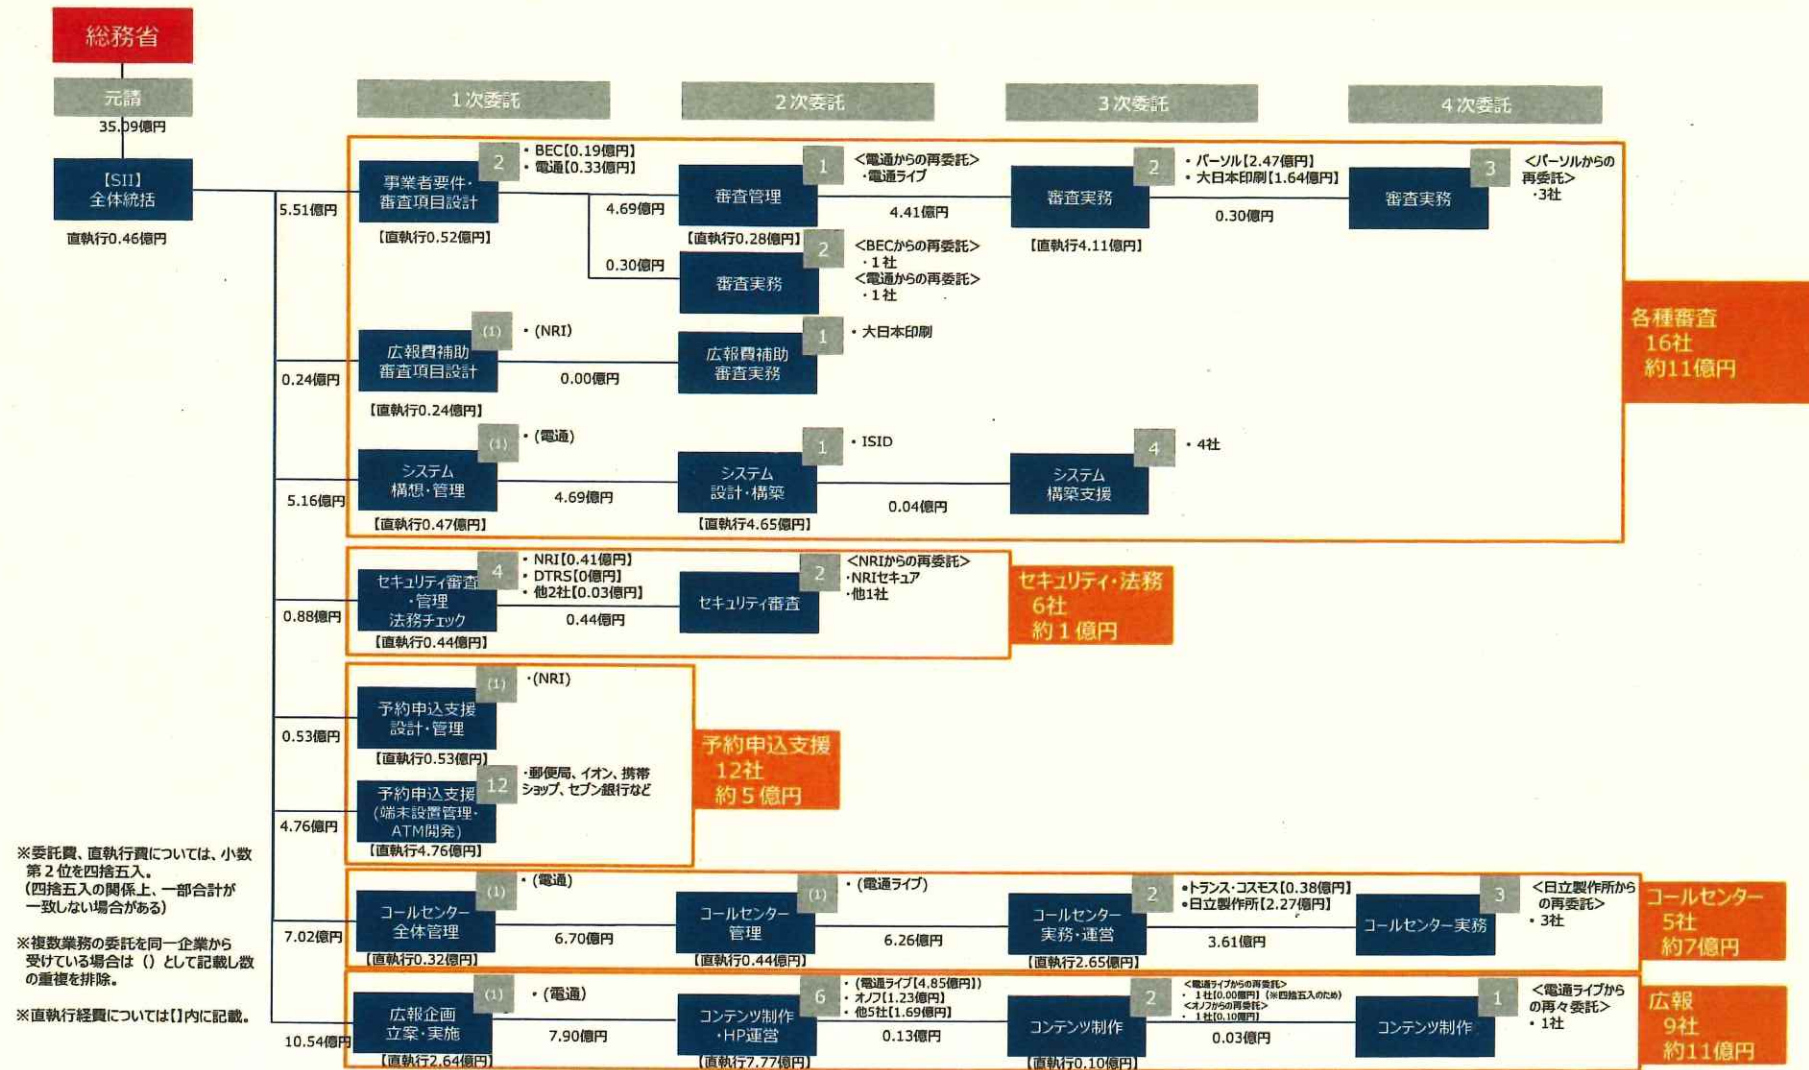 総務省
元請
35.09億円
【SII】
全体統括
直執行0.46億円
1次委託
2次委託
3次委託
4次委託
5.51億円
事業者要件・
審査項目設計
2
・BEC【0.19億円】
・電通【0.33億円】
【直執行0.52億円】
4.69億円
審査管理
1
<電通からの再委託>
・電通ライブ
【直執行0.28億円】
4.41億円
審査実務
2
・パーソル【2.47億円】
・大日本印刷【1.64億円】
【直執行4.11億円】
0.30億円
審査実務
3
<パーソルからの
再委託>
・3社
0.30億円
審査実務
2
<BECからの再委託>
・1社
<電通からの再委託>
・1社
0.24億円
広報費補助
審査項目設計
(1)
・(NRI)
【直執行0.24億円】
0.00億円
広報費補助
審査実務
1
・大日本印刷
5.16億円
システム
構想・管理
(1)
・(電通)
【直執行0.47億円】
4.69億円
システム
設計・構築
1
・ISID
【直執行4.65億円】
0.04億円
システム
構築支援
4
・4社
各種審査
16社
約11億円
0.88億円
セキュリティ審査
・管理
法務チェック
4
・NRI【0.41億円】
・DTRS【0億円】
・他2社【0.03億円】
【直執行0.44億円】
0.44億円
セキュリティ審査
2
<NRIからの再委託>
・NRIセキュア
・他1社
セキュリティ・法務
6社
約1億円
0.53億円
予約申込支援
設計・管理
(1)
・(NRI)
【直執行0.53億円】
4.76億円
予約申込支援
(端末設置管理・
ATM開発)
12
・郵便局、イオン、携帯
ショップ、セブン銀行など
【直執行4.76億円】
予約申込支援
12社
約5億円
7.02億円
コールセンター
全体管理
(1)
・(電通)
【直執行0.32億円】
6.70億円
コールセンター
管理
(1)
・(電通ライブ)
【直執行0.44億円】
6.26億円
コールセンター
実務・運営
2
●トランス・コスモス【0.38億円】
●日立製作所【2.27億円】
【直執行2.65億円】
3.61億円
コールセンター実務
3
<日立製作所から
の再委託>
・3社
コールセンター
5社
約7億円
10.54億円
広報企画
立案・実施
(1)
・(電通)
【直執行2.64億円】
7.90億円
コンテンツ制作
・HP運営
6
・(電通ライブ【4.85億円】)
・オノフ【1.23億円】
・他5社【1.69億円】
【直執行7.77億円】
0.13億円
コンテンツ制作
2
<電通ライブからの再委託>
・1社【0.00億円】(※四捨五入のため)
<オノフからの再委託>
・1社【0.10億円】
【直執行0.10億円】
0.03億円
コンテンツ制作
1
<電通ライブから
の再々委託>
・1社
広報
9社
約11億円
※委託費、直執行費については、小数
第2位を四捨五入。
(四捨五入の関係上、一部合計が
一致しない場合がある)
※複数業務の委託を同一企業から
受けている場合は()として記載し数
の重複を排除。
※直執行経費については【】内に記載。